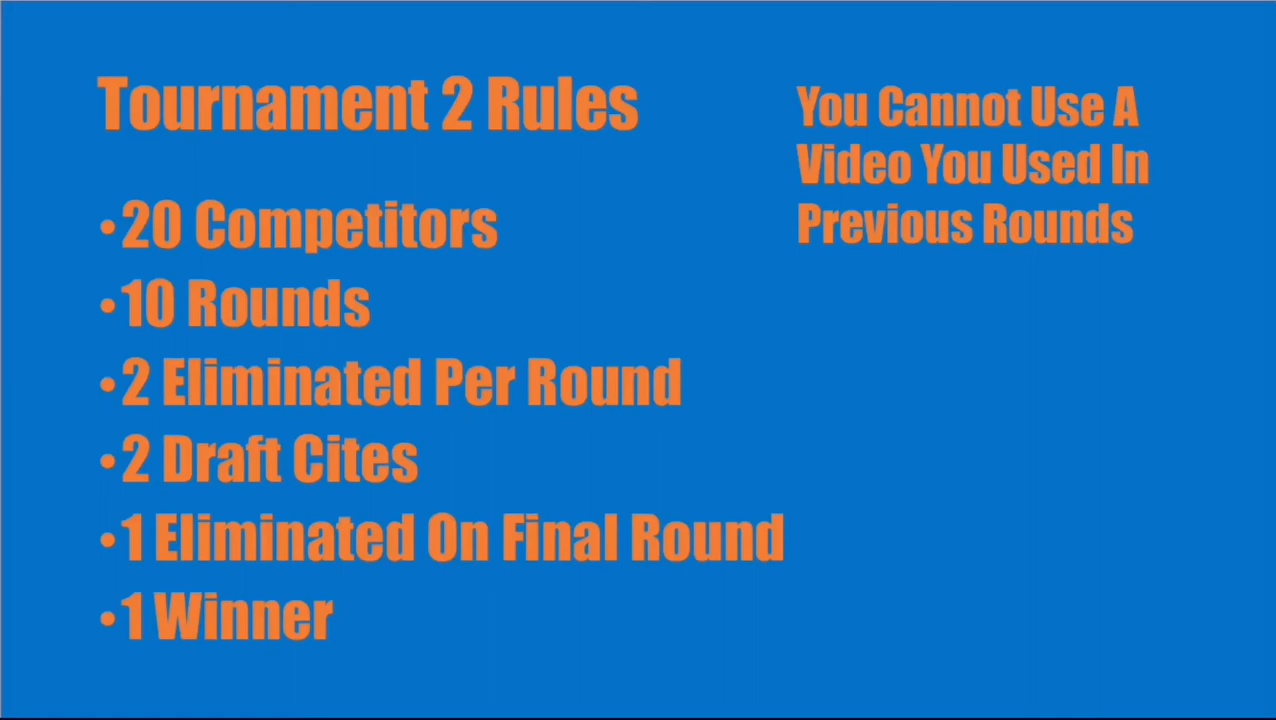 Tournament 2 Rules
•20 Competitors
•10 Rounds
•2 Eliminated Per Round
•2 Draft Cites
•1 Eliminated On Final Round
•1 Winner
You Cannot Use A
Video You Used In
Previous Rounds